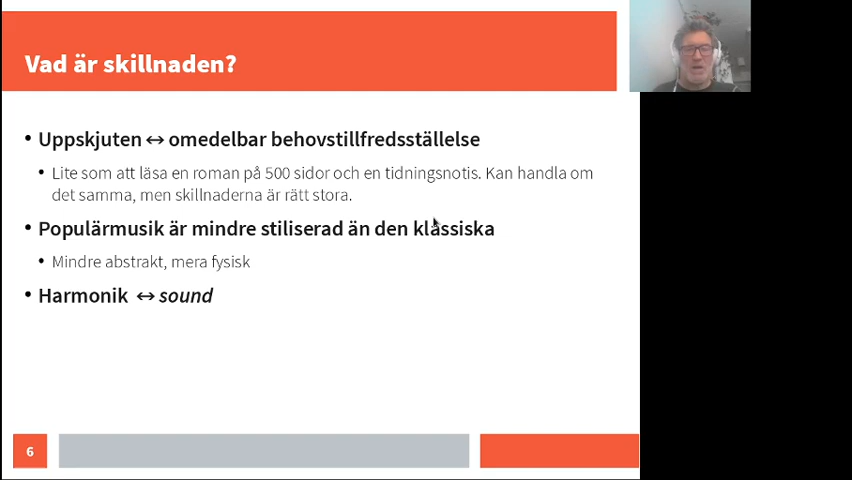 Vad är skillnaden?
• Uppskjuten ↔ omedelbar behovstillfredsställelse
• Lite som att läsa en roman på 500 sidor och en tidningsnotis. Kan handla om
det samma, men skillnaderna är rätt stora.
• Populärmusik är mindre stiliserad än den klassiska
• Mindre abstrakt, mera fysisk
• Harmonik ↔ sound
6